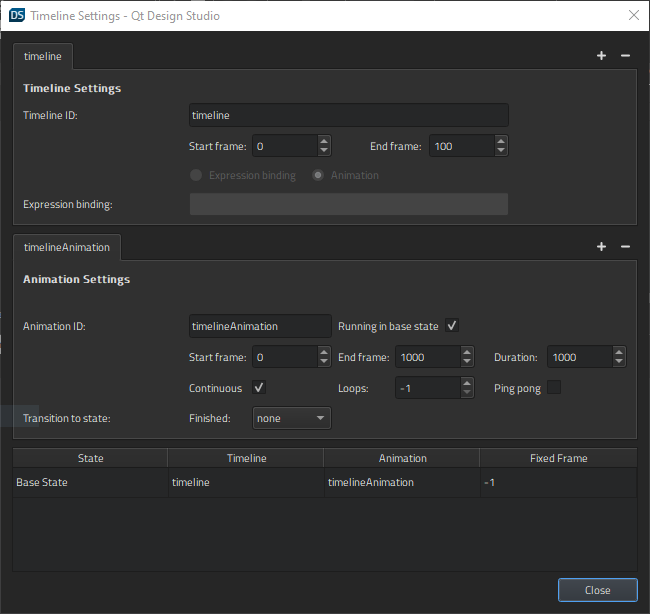 DS Timeline Settings - Qt Design Studio
timeline
Timeline Settings
Timeline ID: timeline
Start frame: 0 End frame: 100
Expression binding Animation
Expression binding:
timelineAnimation
Animation Settings
Animation ID: timelineAnimation Running in base state
Start frame: 0 End frame: 1000 Duration: 1000
Continuous Loops: -1 Ping pong
Transition to state: Finished: none
State Timeline Animation Fixed Frame
Base State timeline timelineAnimation -1
Close